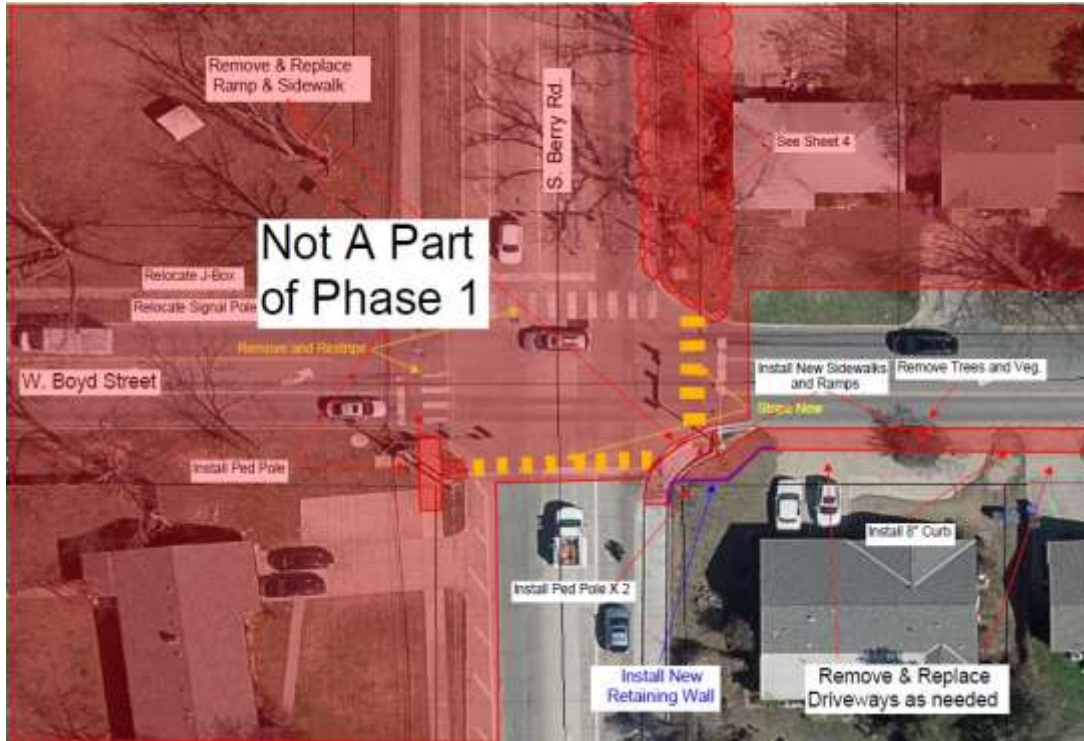 Remove & Replace
Ramp & Sidewalk
S. Berry Rd.
See Sheet 4
Not A Part
of Phase 1
Relocate J-Box
Relocate Signal Pole
Remove and Restripe
W. Boyd Street
Install New Sidewalks
and Ramps
Remove Trees and Veg.
Stripe New
Install Ped Pole
Install 8" Curb
Install Ped Pole X 2
Install New
Retaining Wall
Remove & Replace
Driveways as needed